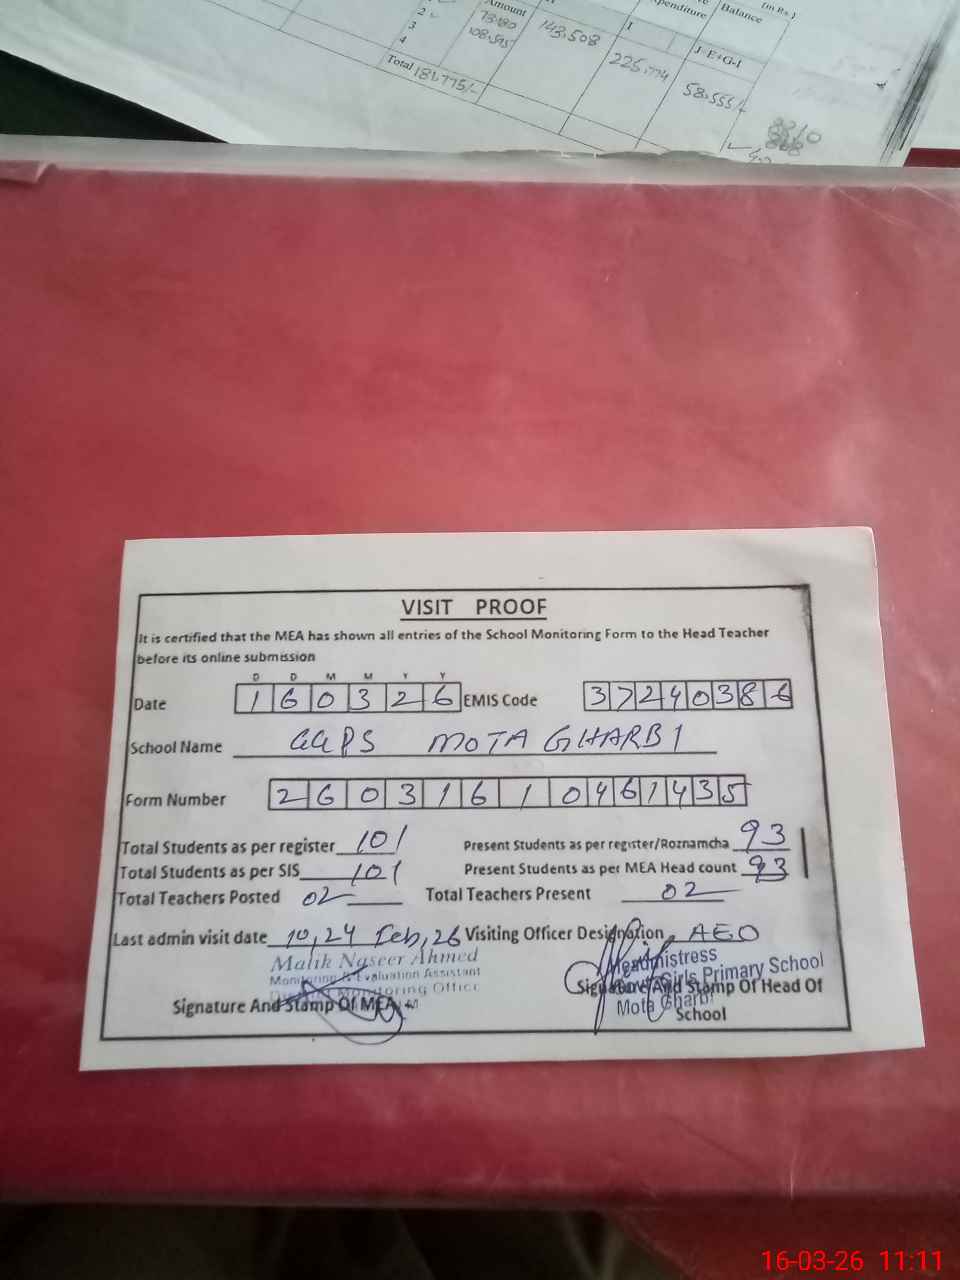 (in Rs.)
Amount
Balance
2
73.180
143.508
I
J=E+G-I
3
108.595
4
225.774
58.555/-
Total 181.775/-
VISIT PROOF
It is certified that the MEA has shown all entries of the School Monitoring Form to the Head Teacher
before its online submission
D D M M Y Y
Date 1 6 0 3 2 6 EMIS Code 3 7 2 4 0 3 8 6
School Name GGPS MOTA GHARBI
Form Number 2 6 0 3 1 6 1 0 4 6 1 4 3 5
Total Students as per register 101 Present Students as per register/Roznamcha 93
Total Students as per SIS 101 Present Students as per MEA Head count 93
Total Teachers Posted 02 Total Teachers Present 02
Last admin visit date 10, 24 Feb, 26 Visiting Officer Designation AEO
Malik Naseer Ahmed
Monitoring & Evaluation Assistant
Monitoring Office
Signature And Stamp Of MEA
Headmistress
Girls Primary School
Mota Gharbi
Signature And Stamp Of Head Of
School
16-03-26 11:11